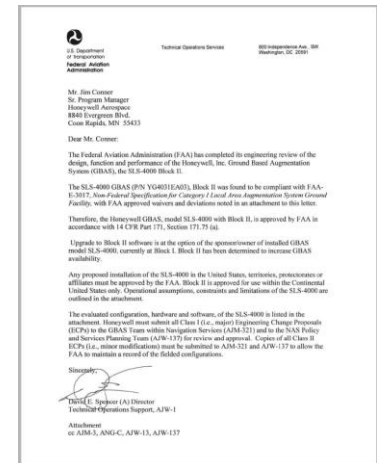 U.S. Department
of Transportation
Federal Aviation
Administration
Technical Operations Services
800 Independence Ave., SW
Washington, DC 20591
Mr. Jim Conner
Sr. Program Manager
Honeywell Aerospace
8840 Evergreen Blvd.
Coon Rapids, MN 55433
Dear Mr. Conner:
The Federal Aviation Administration (FAA) has completed its engineering review of the
design, function and performance of the Honeywell, Inc. Ground Based Augmentation
System (GBAS), the SLS-4000 Block II.
The SLS-4000 GBAS (P/N YG4031EA03), Block II was found to be compliant with FAA-
E-3017, Non-Federal Specification for Category I Local Area Augmentation System Ground
Facility, with FAA approved waivers and deviations noted in an attachment to this letter.
Therefore, the Honeywell GBAS, model SLS-4000 with Block II, is approved by FAA in
accordance with 14 CFR Part 171, Section 171.75 (a).
Upgrade to Block II software is at the option of the sponsor/owner of installed GBAS
model SLS-4000, currently at Block I. Block II has been determined to increase GBAS
availability.
Any proposed installation of the SLS-4000 in the United States, territories, protectorates or
affiliates must be approved by the FAA. Block II is approved for use within the Continental
United States only. Operational assumptions, constraints and limitations of the SLS-4000 are
outlined in the attachment.
The evaluated configuration, hardware and software, of the SLS-4000 is listed in the
attachment. Honeywell must submit all Class I (i.e., major) Engineering Change Proposals
(ECPs) to the GBAS Team within Navigation Services (AJM-321) and to the NAS Policy
and Services Planning Team (AJW-137) for review and approval. Copies of all Class II
ECPs (i.e., minor modifications) must be submitted to AJM-321 and AJW-137 to allow the
FAA to maintain a record of the fielded configurations.
Sincerely,
David E. Spencer (A) Director
Technical Operations Support, AJW-1
Attachment
cc AJM-3, ANG-C, AJW-13, AJW-137